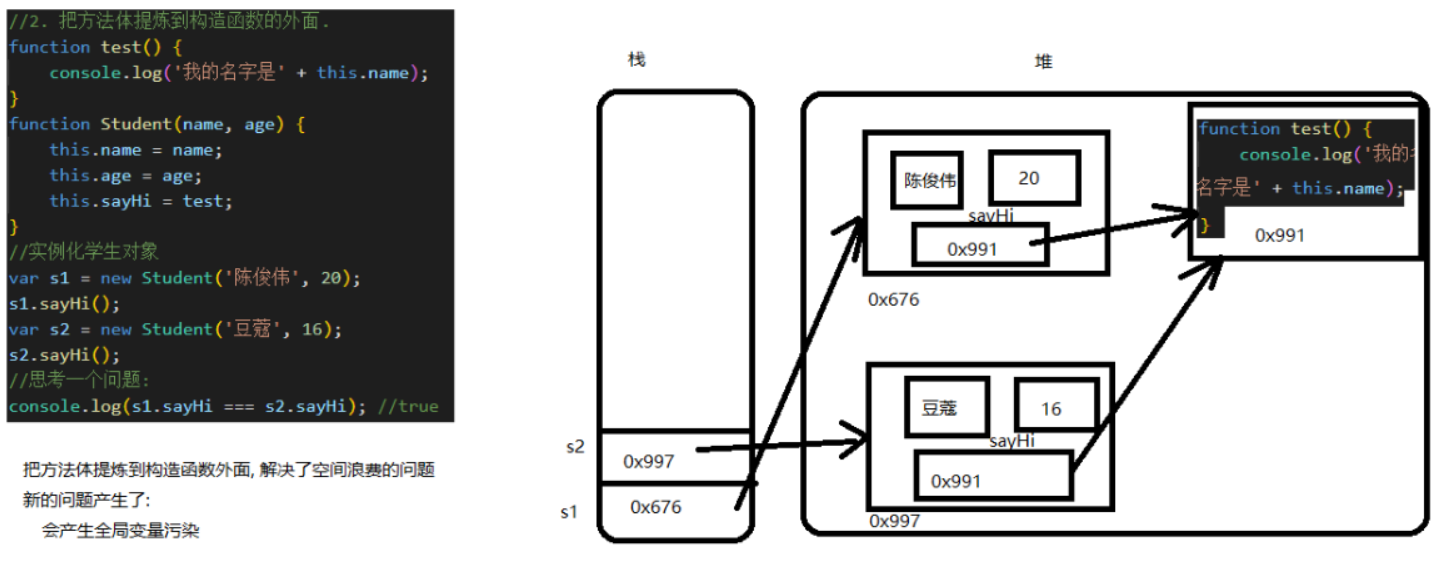 //2. 把方法体提炼到构造函数的外面.
function test() {
    console.log('我的名字是' + this.name);
}
function Student(name, age) {
    this.name = name;
    this.age = age;
    this.sayHi = test;
}
//实例化学生对象
var s1 = new Student('陈俊伟', 20);
s1.sayHi();
var s2 = new Student('豆蔻', 16);
s2.sayHi();
//思考一个问题:
console.log(s1.sayHi === s2.sayHi); //true
把方法体提炼到构造函数外面, 解决了空间浪费的问题
新的问题产生了:
会产生全局变量污染
栈
s2
0x997
s1
0x676
堆
陈俊伟
20
sayHi
0x991
0x676
豆蔻
16
sayHi
0x991
0x997
function test() {
    console.log('我的
名字是' + this.name);
}
0x991